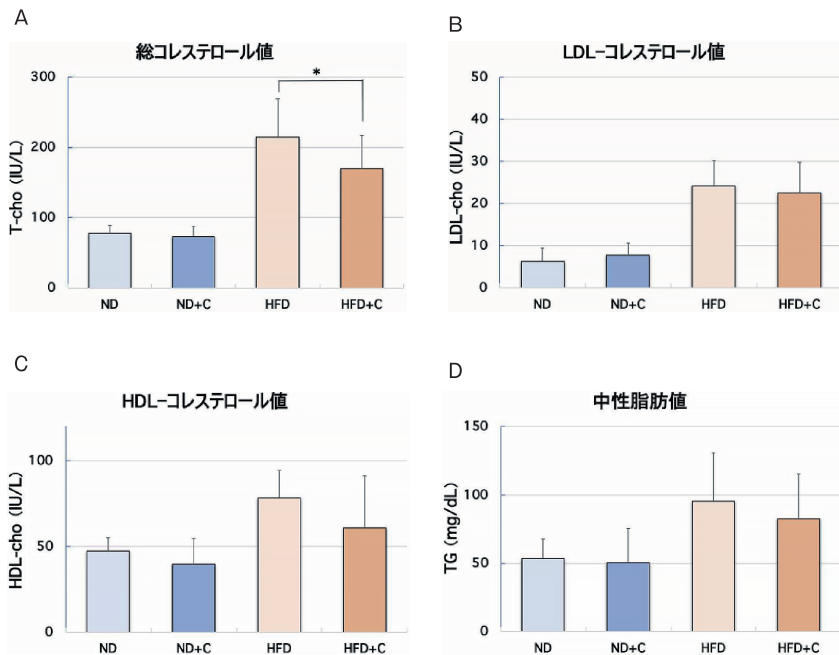 A
総コレステロール値
T-cho (IU/L)
300
200
100
0
*
ND
ND+C
HFD
HFD+C
B
LDL-コレステロール値
LDL-cho (IU/L)
50
40
30
20
10
0
ND
ND+C
HFD
HFD+C
C
HDL-コレステロール値
HDL-cho (IU/L)
100
50
0
ND
ND+C
HFD
HFD+C
D
中性脂肪値
TG (mg/dL)
150
100
50
0
ND
ND+C
HFD
HFD+C